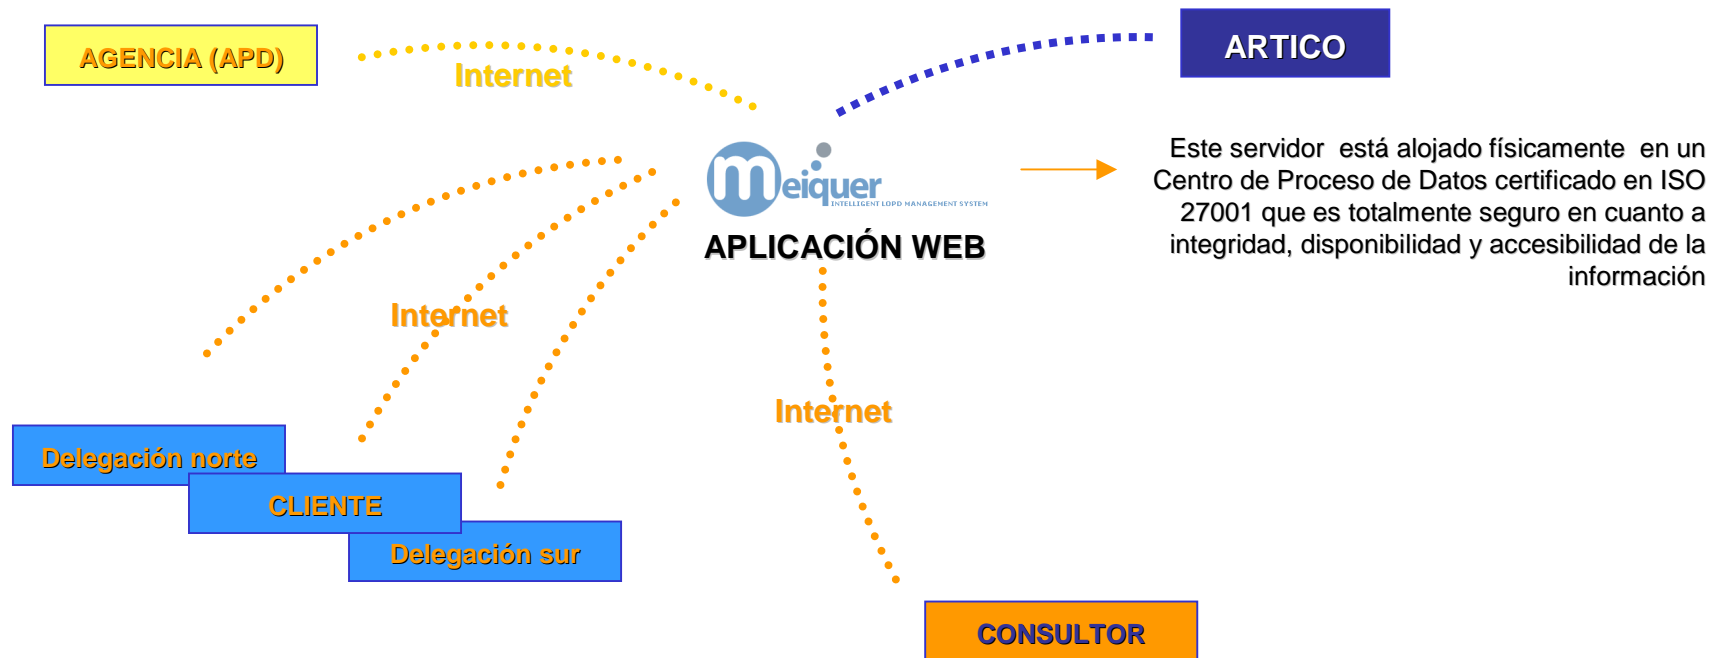 AGENCIA (APD)
Internet
ARTICO
meiquer
INTELLIGENT LOPD MANAGEMENT SYSTEM
APLICACIÓN WEB
Este servidor está alojado físicamente en un
Centro de Proceso de Datos certificado en ISO
27001 que es totalmente seguro en cuanto a
integridad, disponibilidad y accesibilidad de la
información
Internet
Internet
Delegación norte
CLIENTE
Delegación sur
CONSULTOR